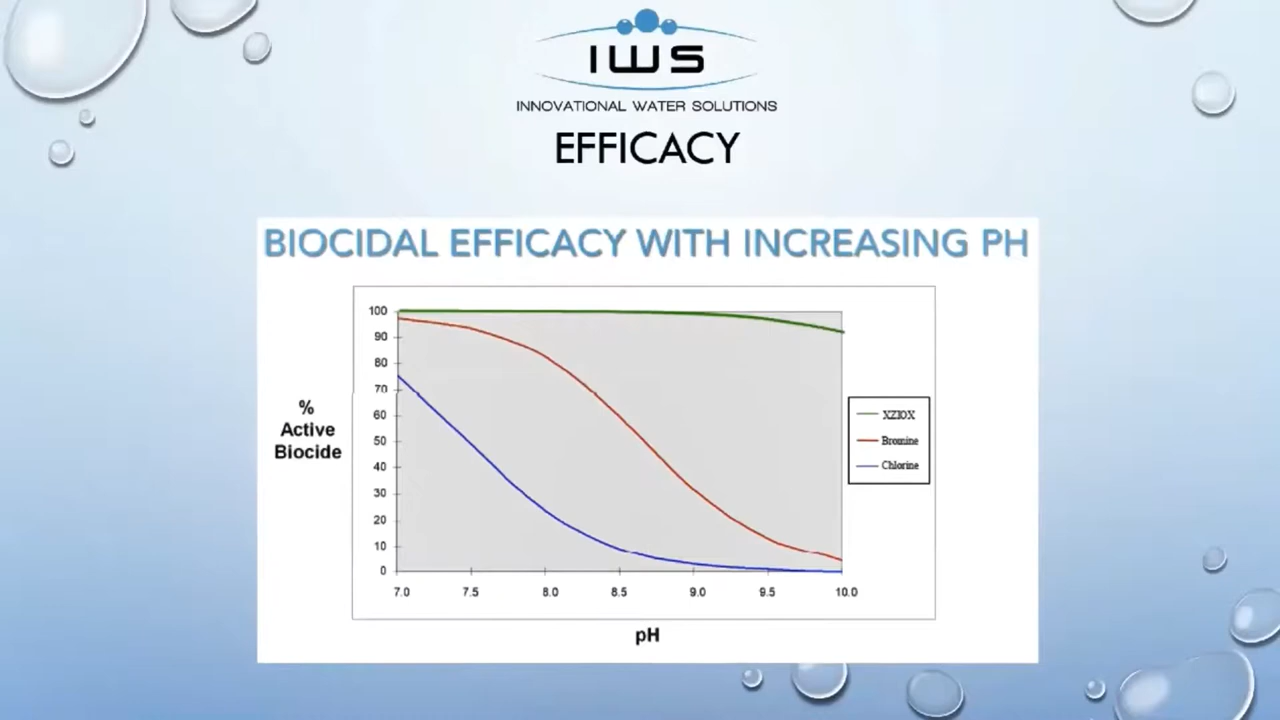 IWS
INNOVATIONAL WATER SOLUTIONS
EFFICACY
BIOCIDAL EFFICACY WITH INCREASING PH
100
90
80
70
60
50
40
30
20
10
0
%
Active
Biocide
XZIOX
Bromine
Chlorine
7.0 7.5 8.0 8.5 9.0 9.5 10.0
pH